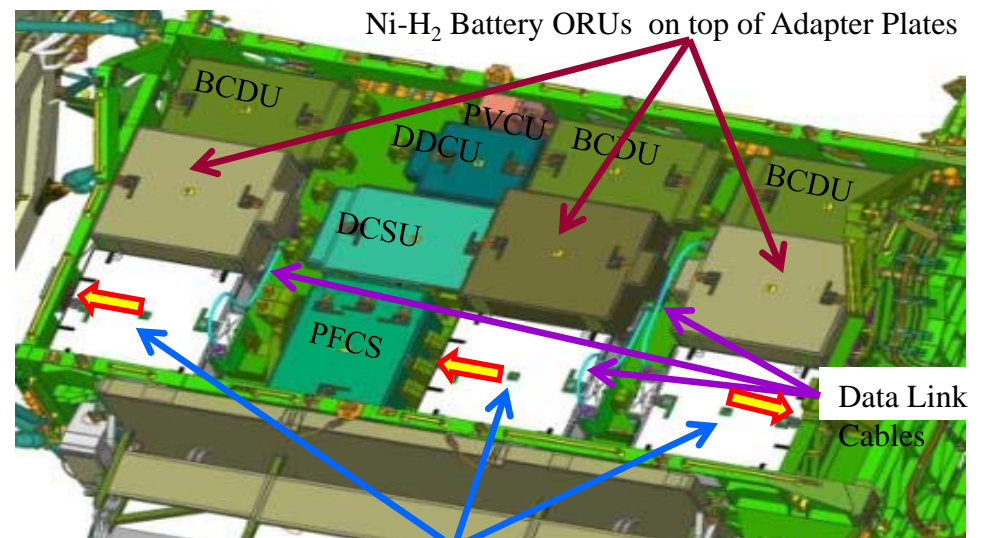 Ni-H₂ Battery ORUs on top of Adapter Plates
BCDU
PVCU
DDCU
BCDU
BCDU
DCSU
PFCS
Data Link
Cables